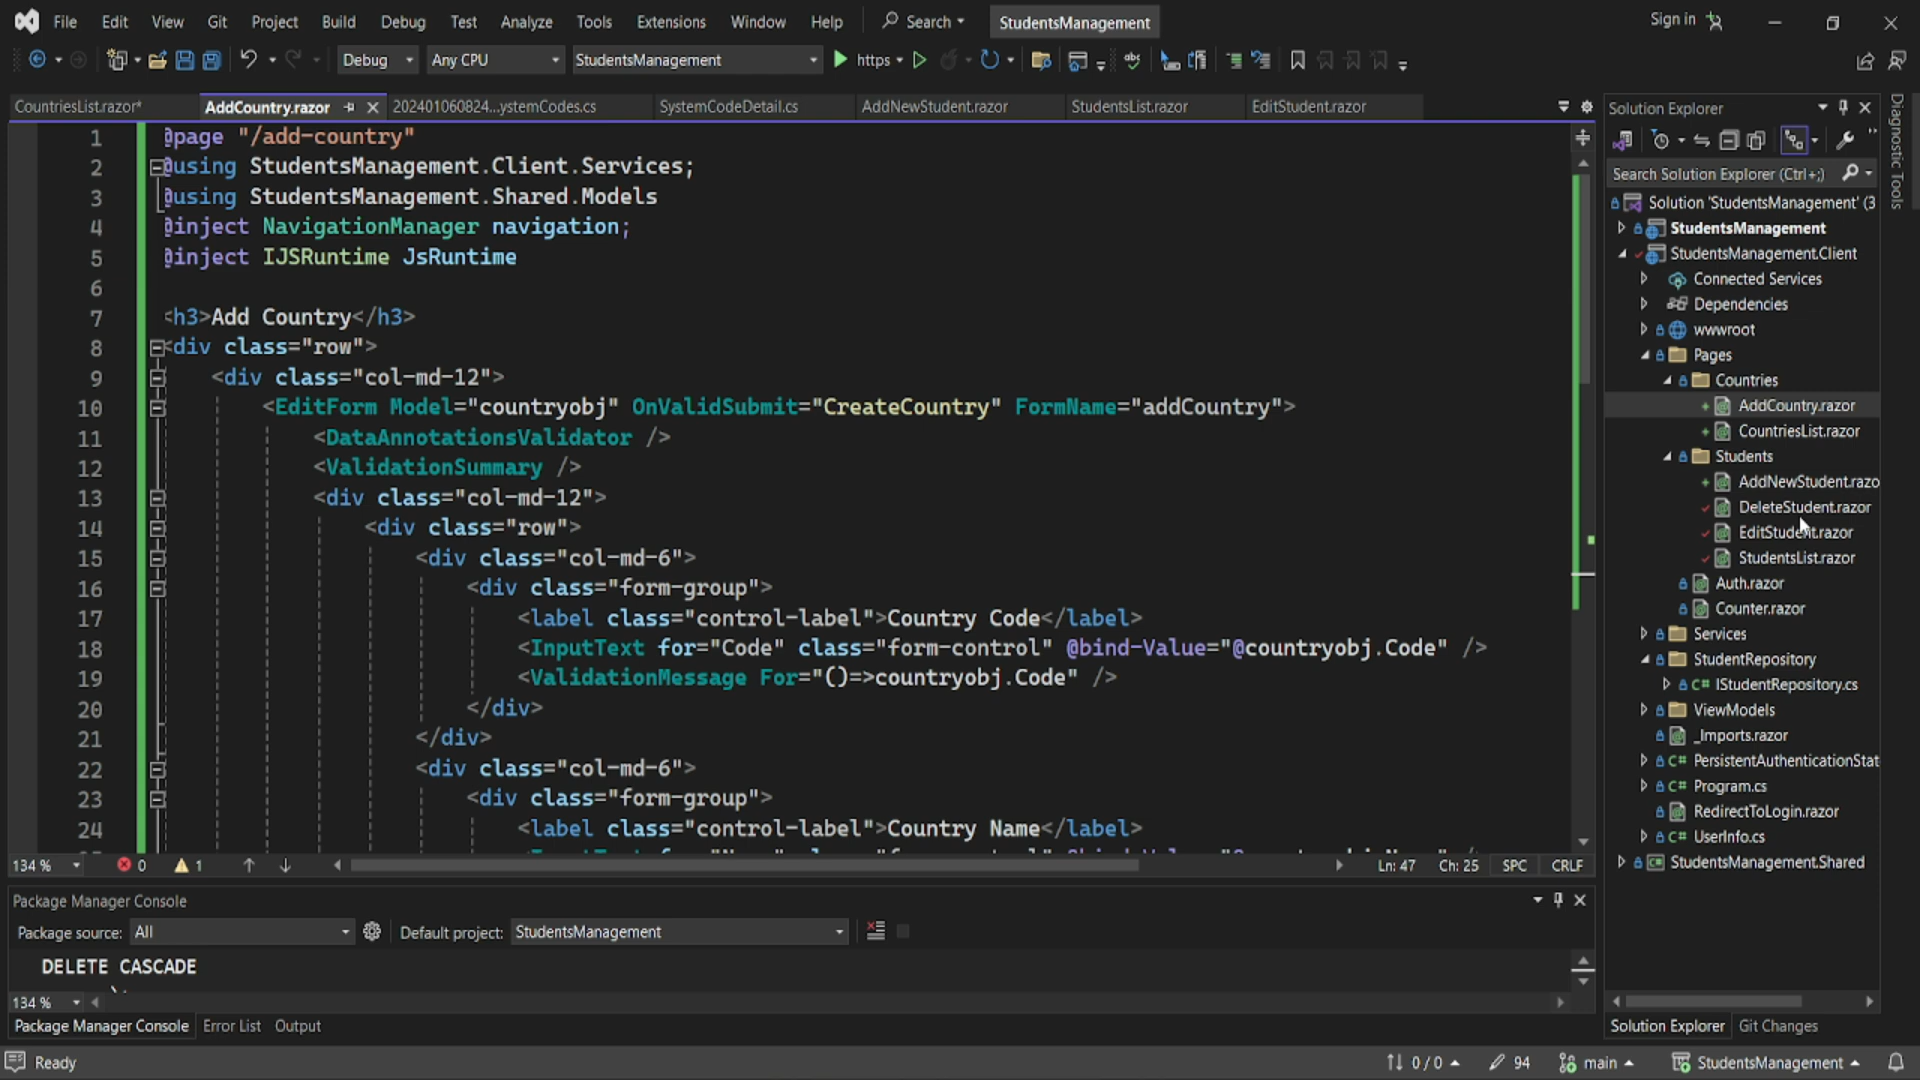 File Edit View Git Project Build Debug Test Analyze Tools Extensions Window Help Search StudentsManagement Sign in
Debug Any CPU StudentsManagement https
CountriesList.razor* AddCountry.razor 202401060824...ystemCodes.cs SystemCodeDetail.cs AddNewStudent.razor StudentsList.razor EditStudent.razor
1 @page "/add-country"
2 @using StudentsManagement.Client.Services;
3 @using StudentsManagement.Shared.Models
4 @inject NavigationManager navigation;
5 @inject IJSRuntime JsRuntime
6
7 <h3>Add Country</h3>
8 <div class="row">
9 <div class="col-md-12">
10 <EditForm Model="countryobj" OnValidSubmit="CreateCountry" FormName="addCountry">
11 <DataAnnotationsValidator />
12 <ValidationSummary />
13 <div class="col-md-12">
14 <div class="row">
15 <div class="col-md-6">
16 <div class="form-group">
17 <label class="control-label">Country Code</label>
18 <InputText for="Code" class="form-control" @bind-Value="@countryobj.Code" />
19 <ValidationMessage For="()=>countryobj.Code" />
20 </div>
21 </div>
22 <div class="col-md-6">
23 <div class="form-group">
24 <label class="control-label">Country Name</label>
134 % 0 1 Ln: 47 Ch: 25 SPC CRLF
Package Manager Console
Package source: All Default project: StudentsManagement
DELETE CASCADE
134 %
Package Manager Console Error List Output
Solution Explorer
Search Solution Explorer (Ctrl+;)
Solution 'StudentsManagement' (3
StudentsManagement
StudentsManagement.Client
Connected Services
Dependencies
wwwroot
Pages
Countries
AddCountry.razor
CountriesList.razor
Students
AddNewStudent.razo
DeleteStudent.razor
EditStudent.razor
StudentsList.razor
Auth.razor
Counter.razor
Services
StudentRepository
C# IStudentRepository.cs
ViewModels
_Imports.razor
C# PersistentAuthenticationStat
C# Program.cs
RedirectToLogin.razor
C# UserInfo.cs
StudentsManagement.Shared
Solution Explorer Git Changes
Diagnostic Tools
Ready 0 / 0 94 main StudentsManagement